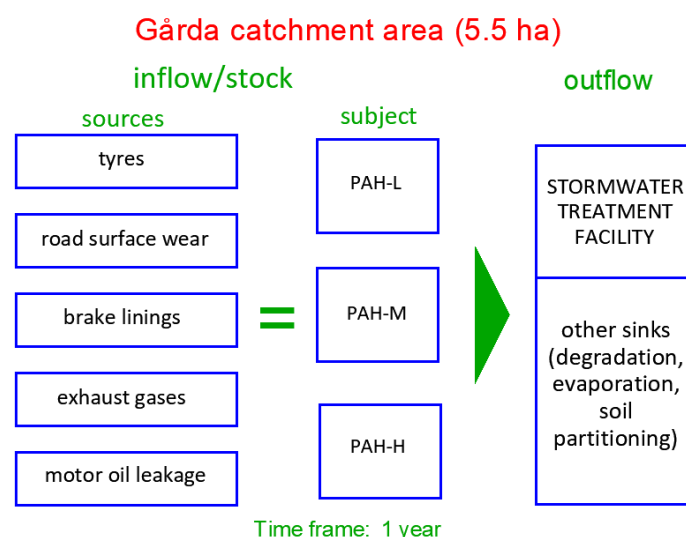 Gårda catchment area (5.5 ha)
inflow/stock
outflow
sources
subject
tyres
road surface wear
brake linings
exhaust gases
motor oil leakage
=
PAH-L
PAH-M
PAH-H
STORMWATER
TREATMENT
FACILITY
other sinks
(degradation,
evaporation,
soil
partitioning)
Time frame: 1 year